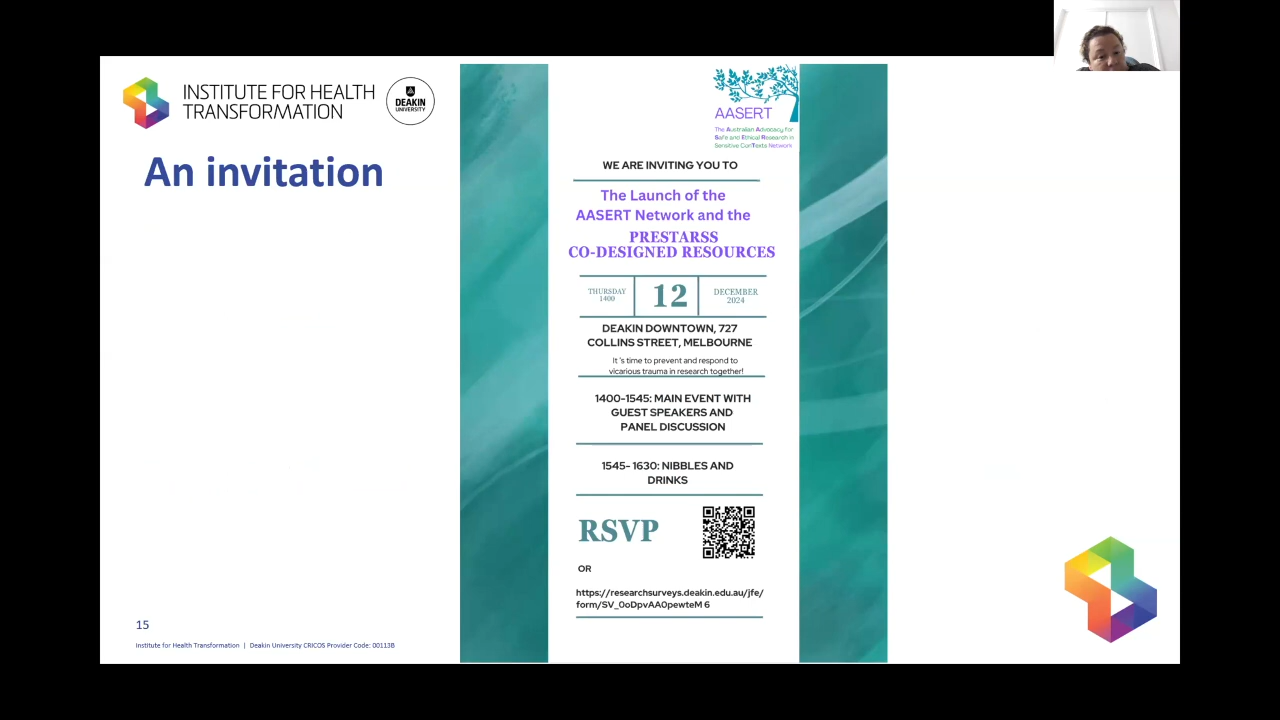 INSTITUTE FOR HEALTH
TRANSFORMATION
DEAKIN
UNIVERSITY
An invitation
AASERT
The Australian Advocacy for
Safe and Ethical Research in
Sensitive ConTexts Network
WE ARE INVITING YOU TO
The Launch of the
AASERT Network and the
PRESTARSS
CO-DESIGNED RESOURCES
THURSDAY
1400
12
DECEMBER
2024
DEAKIN DOWNTOWN, 727
COLLINS STREET, MELBOURNE
It 's time to prevent and respond to
vicarious trauma in research together!
1400-1545: MAIN EVENT WITH
GUEST SPEAKERS AND
PANEL DISCUSSION
1545- 1630: NIBBLES AND
DRINKS
RSVP
OR
https://researchsurveys.deakin.edu.au/jfe/
form/SV_0oDpvAA0pewteM 6
15
Institute for Health Transformation | Deakin University CRICOS Provider Code: 00113B